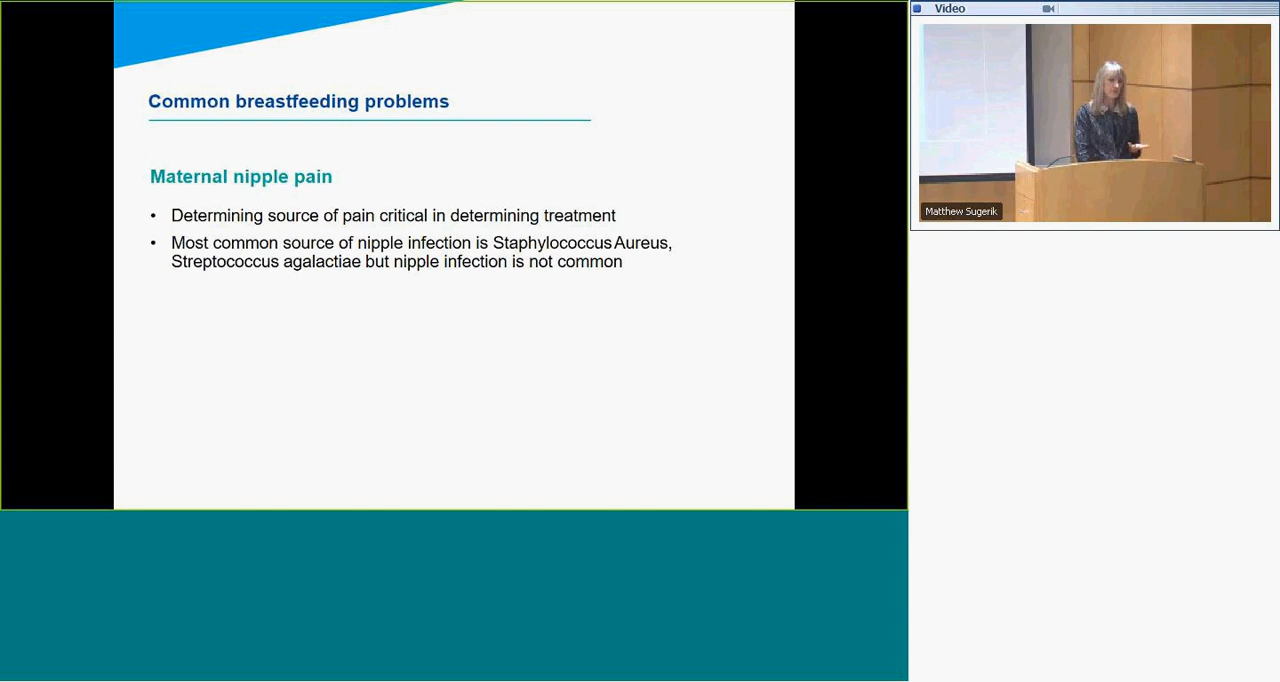 Common breastfeeding problems
Maternal nipple pain
• Determining source of pain critical in determining treatment
• Most common source of nipple infection is Staphylococcus Aureus,
Streptococcus agalactiae but nipple infection is not common
Video
Matthew Sugerik